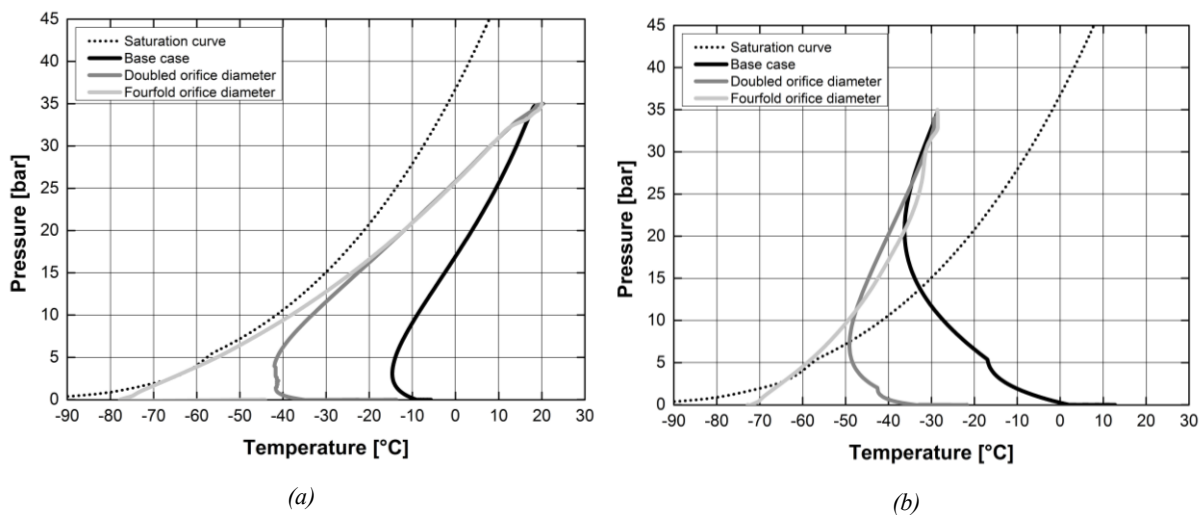 45
40
35
30
25
20
15
10
5
0
Pressure [bar]
Saturation curve
Base case
Doubled orifice diameter
Fourfold orifice diameter
-90 -80 -70 -60 -50 -40 -30 -20 -10 0 10 20 30
Temperature [°C]
(a)
45
40
35
30
25
20
15
10
5
0
Pressure [bar]
Saturation curve
Base case
Doubled orifice diameter
Fourfold orifice diameter
-90 -80 -70 -60 -50 -40 -30 -20 -10 0 10 20 30
Temperature [°C]
(b)